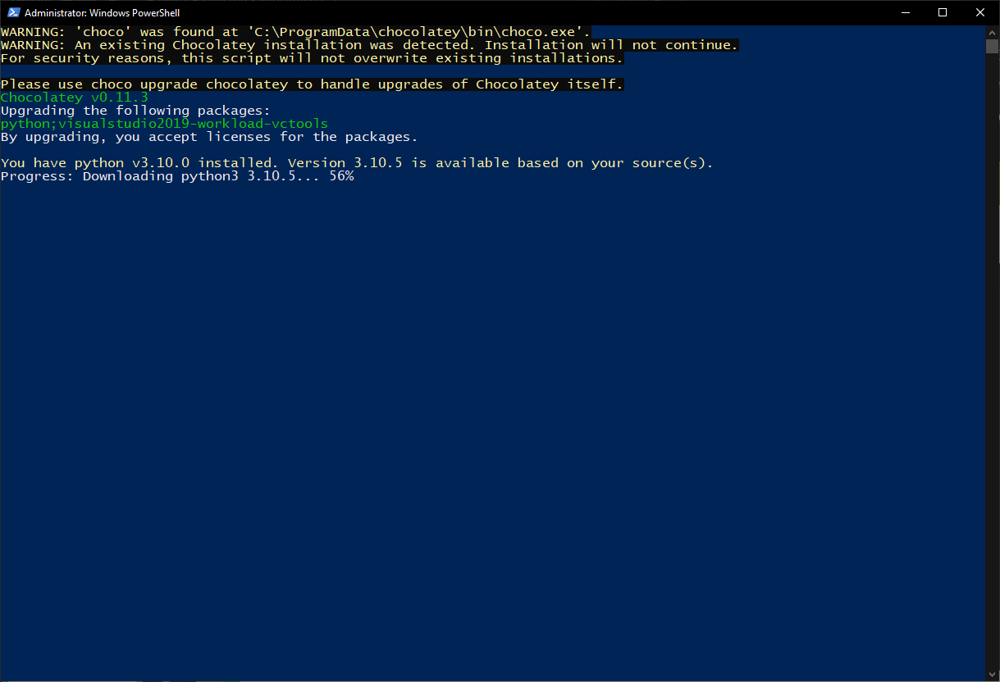 Administrator: Windows PowerShell
WARNING: 'choco' was found at 'C:\ProgramData\chocolatey\bin\choco.exe'.
WARNING: An existing Chocolatey installation was detected. Installation will not continue.
For security reasons, this script will not overwrite existing installations.
Please use choco upgrade chocolatey to handle upgrades of Chocolatey itself.
Chocolatey v0.11.3
Upgrading the following packages:
python;visualstudio2019-workload-vctools
By upgrading, you accept licenses for the packages.
You have python v3.10.0 installed. Version 3.10.5 is available based on your source(s).
Progress: Downloading python3 3.10.5... 56%